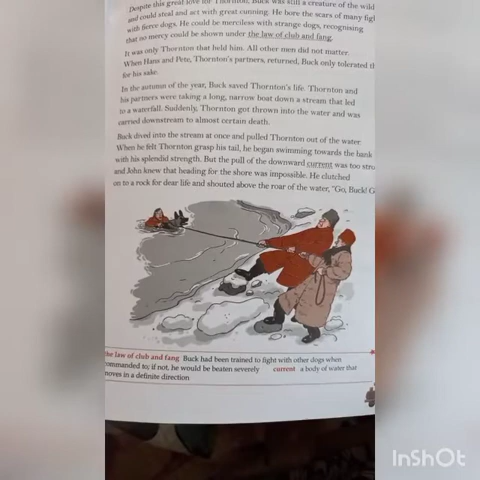 Despite this great love for Thornton, Buck was still a creature of the wild
and could steal and act with great cunning. He bore the scars of many figh
with fierce dogs. He could be merciless with strange dogs, recognising
that no mercy could be shown under the law of club and fang.
It was only Thornton that held him. All other men did not matter.
When Hans and Pete, Thornton's partners, returned, Buck only tolerated th
for his sake.
In the autumn of the year, Buck saved Thornton's life. Thornton and
his partners were taking a long, narrow boat down a stream that led
to a waterfall. Suddenly, Thornton got thrown into the water and was
carried downstream to almost certain death.
Buck dived into the stream at once and pulled Thornton out of the water.
When he felt Thornton grasp his tail, he began swimming towards the bank
with his splendid strength. But the pull of the downward current was too stro
and John knew that heading for the shore was impossible. He clutched
on to a rock for dear life and shouted above the roar of the water, "Go, Buck! G
he law of club and fang Buck had been trained to fight with other dogs when
ommanded to; if not, he would be beaten severely current a body of water that
moves in a definite direction
InShOt